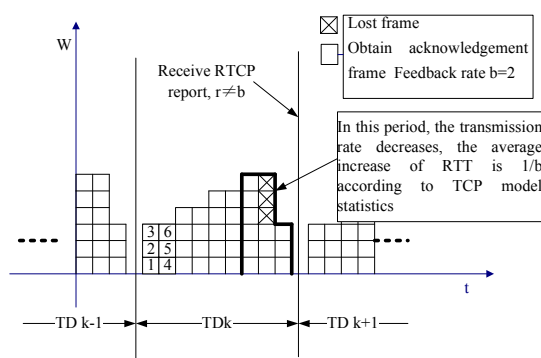 W
Lost frame
Obtain acknowledgement
frame Feedback rate b=2
Receive RTCP
report, r≠b
In this period, the transmission
rate decreases, the average
increase of RTT is 1/b
according to TCP model
statistics
3 6
2 5
1 4
t
TD k-1
TDk
TD k+1